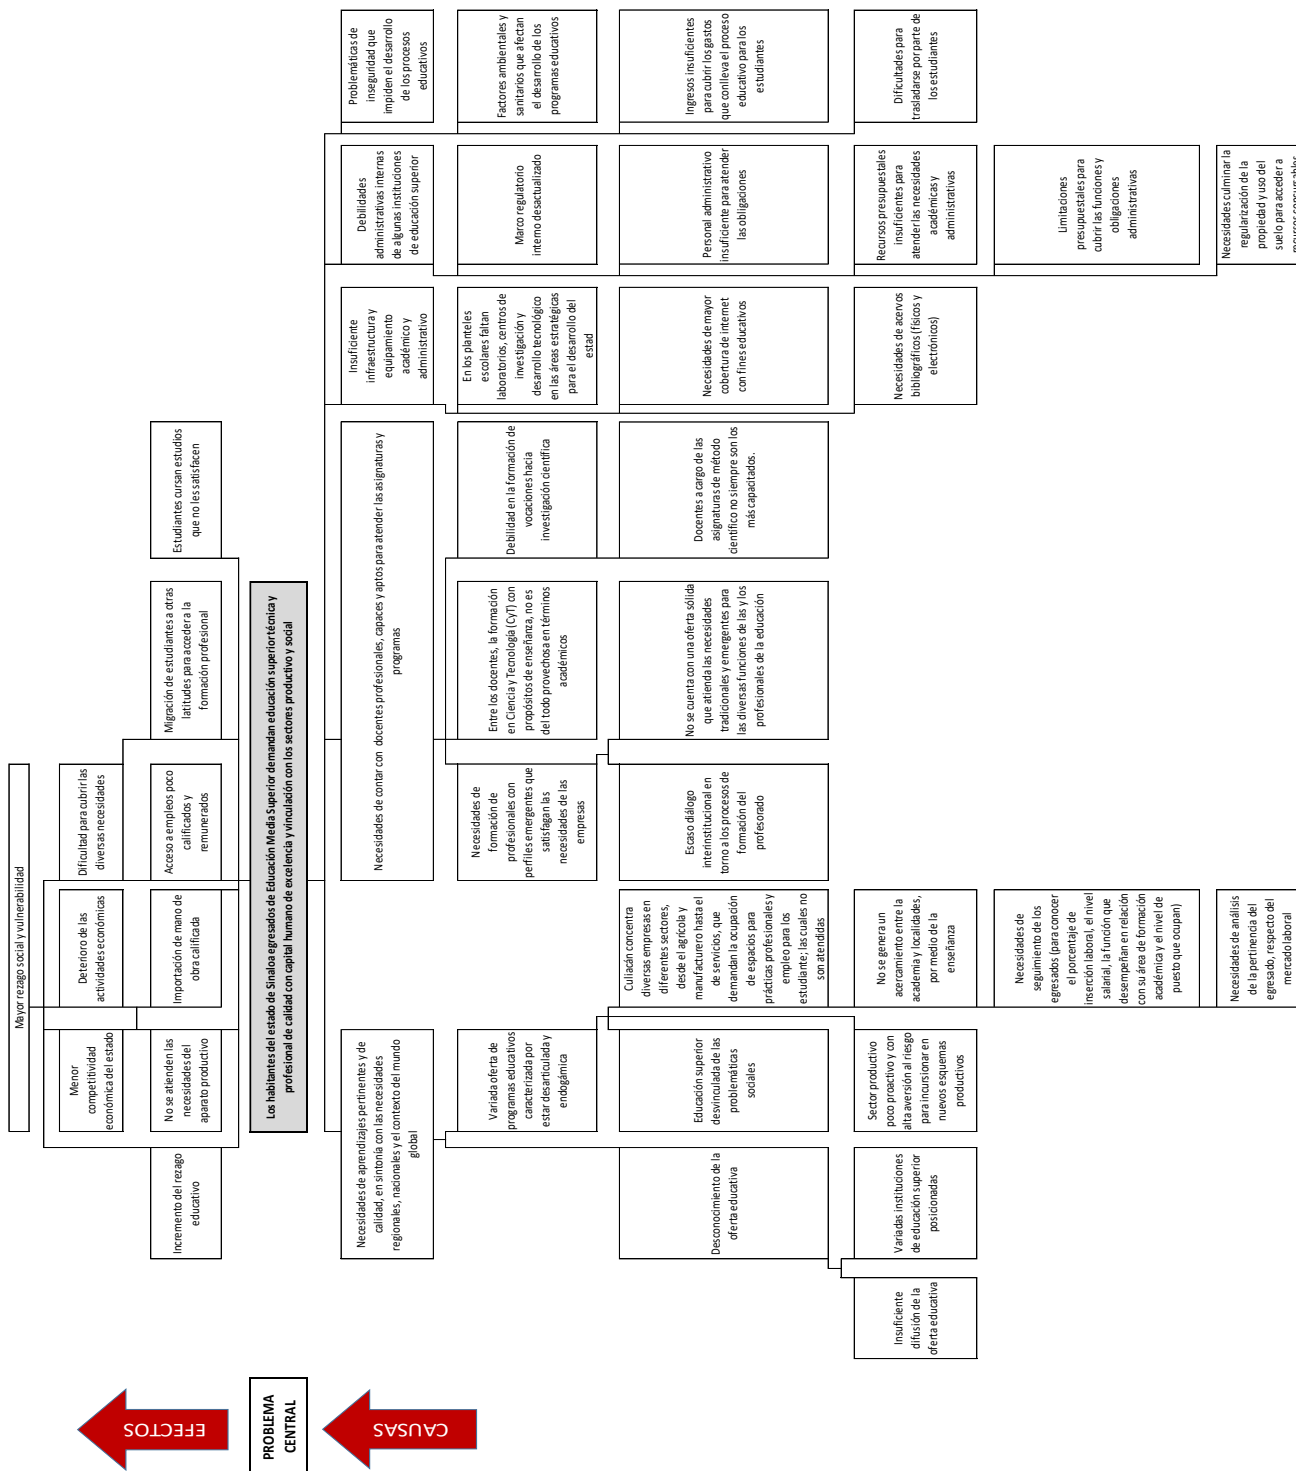 Mayor rezago social y vulnerabilidad
Menor
competitividad
económica del estado
Deterioro de las
actividades económicas
Dificultad para cubrir las
diversas necesidades
Incremento del rezago
educativo
No se atienden las
necesidades del
aparato productivo
Importación de mano de
obra calificada
Acceso a empleos poco
calificados y
remunerados
Migración de estudiantes a otras
latitudes para acceder a la
formación profesional
Estudiantes cursan estudios
que no les satisfacen
EFECTOS
PROBLEMA
CENTRAL
Los habitantes del estado de Sinaloa egresados de Educación Media Superior demandan educación superior técnica y
profesional de calidad con capital humano de excelencia y vinculación con los sectores productivo y social
CAUSAS
Necesidades de aprendizajes pertinentes y de
calidad, en sintonía con las necesidades
regionales, nacionales y el contexto del mundo
global
Necesidades de contar con docentes profesionales, capaces y aptos para atender las asignaturas y
programas
Insuficiente
infraestructura y
equipamiento
académico y
administrativo
Debilidades
administrativas internas
de algunas instituciones
de educación superior
Problemáticas de
inseguridad que
impiden el desarrollo
de los procesos
educativos
Variada oferta de
programas educativos
caracterizada por
estar desarticulada y
endogámica
Necesidades de
formación de
profesionales con
perfiles emergentes que
satisfagan las
necesidades de las
empresas
Entre los docentes, la formación
en Ciencia y Tecnología (CyT) con
propósitos de enseñanza, no es
del todo provechosa en términos
académicos
Debilidad en la formación de
vocaciones hacia
investigación científica
En los planteles
escolares faltan
laboratorios, centros de
investigación y
desarrollo tecnológico
en las áreas estratégicas
para el desarrollo del
estad
Marco regulatorio
interno desactualizado
Factores ambientales y
sanitarios que afectan
el desarrollo de los
programas educativos
Desconocimiento de la
oferta educativa
Educación superior
desvinculada de las
problemáticas
sociales
Culiacán concentra
diversas empresas en
diferentes sectores,
desde el agrícola y
manufacturero hasta el
de servicios, que
demandan la ocupación
de espacios para
prácticas profesionales y
empleo para los
estudiante; las cuales no
son atendidas
Escaso diálogo
interinstitucional en
torno a los procesos de
formación del
profesorado
No se cuenta con una oferta sólida
que atienda las necesidades
tradicionales y emergentes para
las diversas funciones de las y los
profesionales de la educación
Docentes a cargo de las
asignaturas de método
científico no siempre son los
más capacitados.
Necesidades de mayor
cobertura de internet
con fines educativos
Personal administrativo
insuficiente para atender
las obligaciones
Ingresos insuficientes
para cubrir los gastos
que conlleva el proceso
educativo para los
estudiantes
Insuficiente
difusión de la
oferta educativa
Variadas instituciones
de educación superior
posicionadas
Sector productivo
poco proactivo y con
alta aversión al riesgo
para incursionar en
nuevos esquemas
productivos
No se genera un
acercamiento entre la
academia y localidades,
por medio de la
enseñanza
Necesidades de acervos
bibliográficos (físicos y
electrónicos)
Recursos presupuestales
insuficientes para
atender las necesidades
académicas y
administrativas
Dificultades para
trasladarse por parte de
los estudiantes
Necesidades de
seguimiento de los
egresados (para conocer
el porcentaje de
inserción laboral, el nivel
salarial, la función que
desempeñan en relación
con su área de formación
académica y el nivel de
puesto que ocupan)
Limitaciones
presupuestales para
cubrir las funciones y
obligaciones
administrativas
Necesidades de análisis
de la pertinencia del
egresado, respecto del
mercado laboral
Necesidades culminar la
regularización de la
propiedad y uso del
suelo para acceder a
recursos concursables